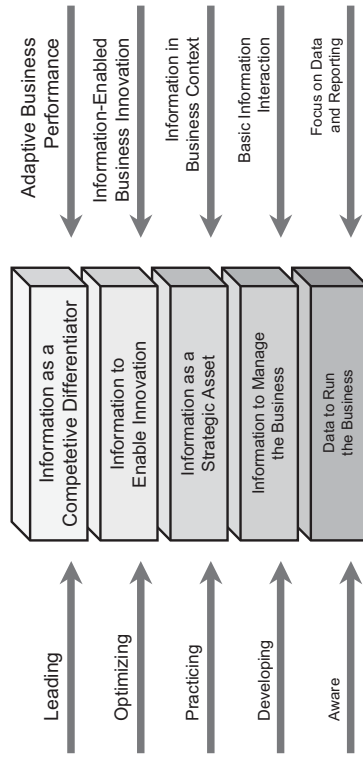 Leading
Information as a
Competetive Differentiator
Adaptive Business
Performance
Optimizing
Information to
Enable Innovation
Information-Enabled
Business Innovation
Practicing
Information as a
Strategic Asset
Information in
Business Context
Developing
Information to Manage
the Business
Basic Information
Interaction
Aware
Data to Run
the Business
Focus on Data
and Reporting